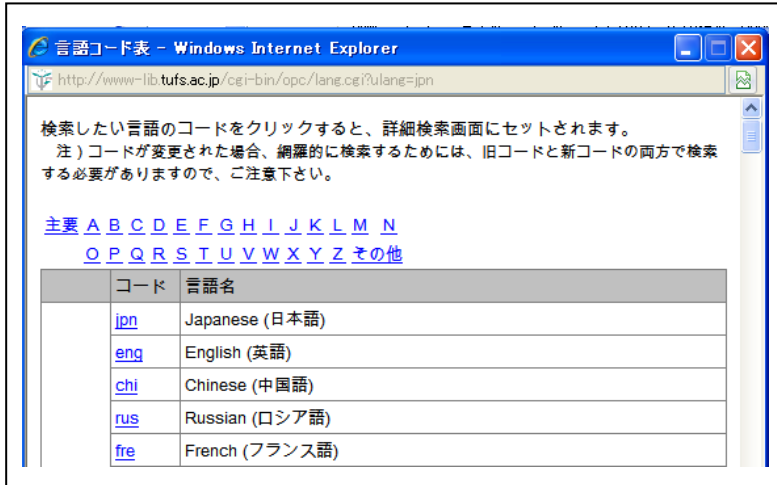 言語コード表 - Windows Internet Explorer
http://www-lib.tufs.ac.jp/cgi-bin/opc/lang.cgi?ulang=jpn
検索したい言語のコードをクリックすると、詳細検索画面にセットされます。
注）コードが変更された場合、網羅的に検索するためには、旧コードと新コードの両方で検索
する必要がありますので、ご注意下さい。
主要 A B C D E F G H I J K L M N
O P Q R S T U V W X Y Z その他
コード 言語名
jpn Japanese (日本語)
eng English (英語)
chi Chinese (中国語)
rus Russian (ロシア語)
fre French (フランス語)